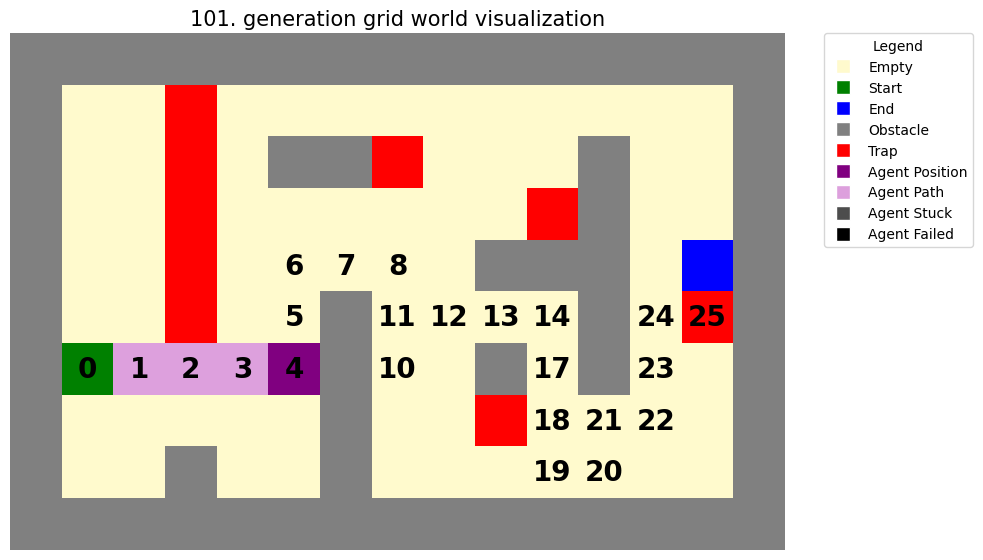 101. generation grid world visualization
Legend
Empty
Start
End
Obstacle
Trap
Agent Position
Agent Path
Agent Stuck
Agent Failed
6 7 8
5 11 12 13 14 24 25
0 1 2 3 4 10 17 23
18 21 22
19 20